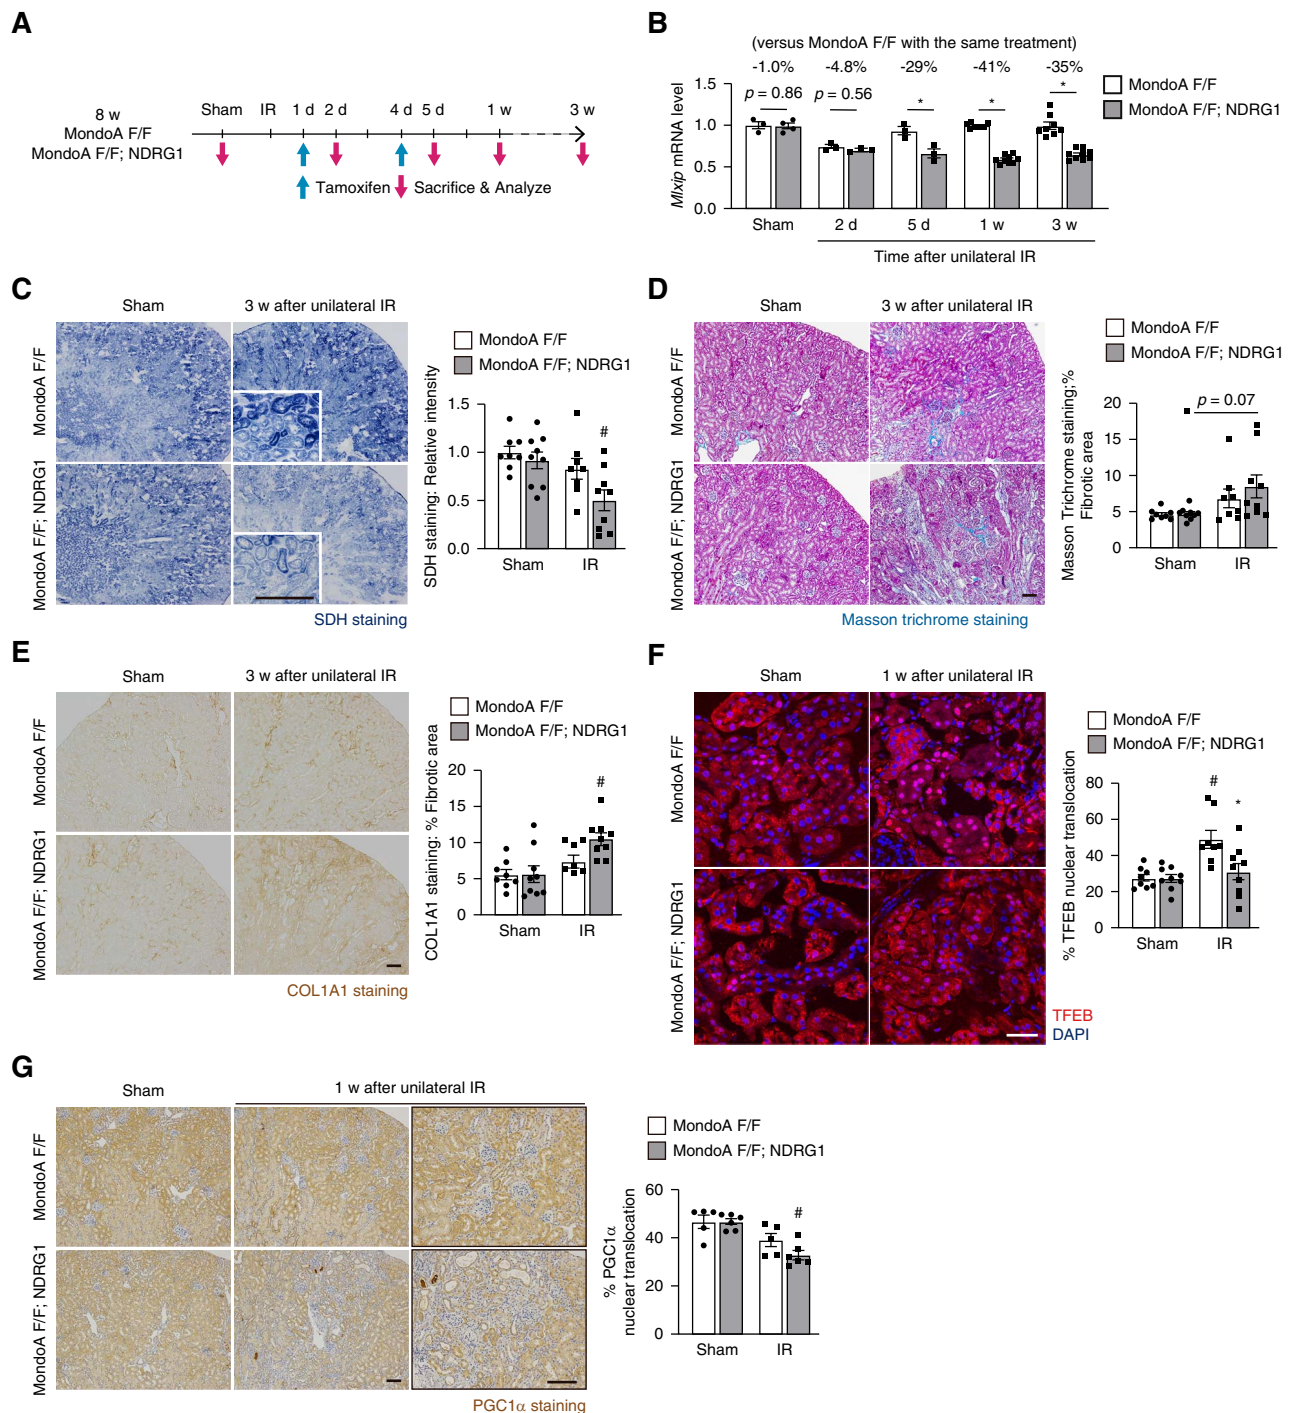 A
8 w
MondoA F/F
MondoA F/F; NDRG1
Sham IR 1 d 2 d 4 d 5 d 1 w 3 w
Tamoxifen Sacrifice & Analyze
B
(versus MondoA F/F with the same treatment)
-1.0% -4.8% -29% -41% -35%
p = 0.86 p = 0.56 * * *
Mlxip mRNA level
1.5
1.0
0.5
0.0
Sham 2 d 5 d 1 w 3 w
Time after unilateral IR
MondoA F/F
MondoA F/F; NDRG1
C
Sham 3 w after unilateral IR
MondoA F/F
MondoA F/F; NDRG1
SDH staining
MondoA F/F
MondoA F/F; NDRG1
SDH staining: Relative intensity
1.5
1.0
0.5
0.0
#
Sham IR
D
Sham 3 w after unilateral IR
MondoA F/F
MondoA F/F; NDRG1
Masson trichrome staining
MondoA F/F
MondoA F/F; NDRG1
Masson Trichrome staining;%
Fibrotic area
20
15
10
5
0
p = 0.07
Sham IR
E
Sham 3 w after unilateral IR
MondoA F/F
MondoA F/F; NDRG1
COL1A1 staining
MondoA F/F
MondoA F/F; NDRG1
COL1A1 staining: % Fibrotic area
20
15
10
5
0
#
Sham IR
F
Sham 1 w after unilateral IR
MondoA F/F
MondoA F/F; NDRG1
TFEB
DAPI
MondoA F/F
MondoA F/F; NDRG1
% TFEB nuclear translocation
80
60
40
20
0
# *
Sham IR
G
Sham 1 w after unilateral IR
MondoA F/F
MondoA F/F; NDRG1
PGC1α staining
MondoA F/F
MondoA F/F; NDRG1
% PGC1α
nuclear translocation
60
40
20
0
#
Sham IR